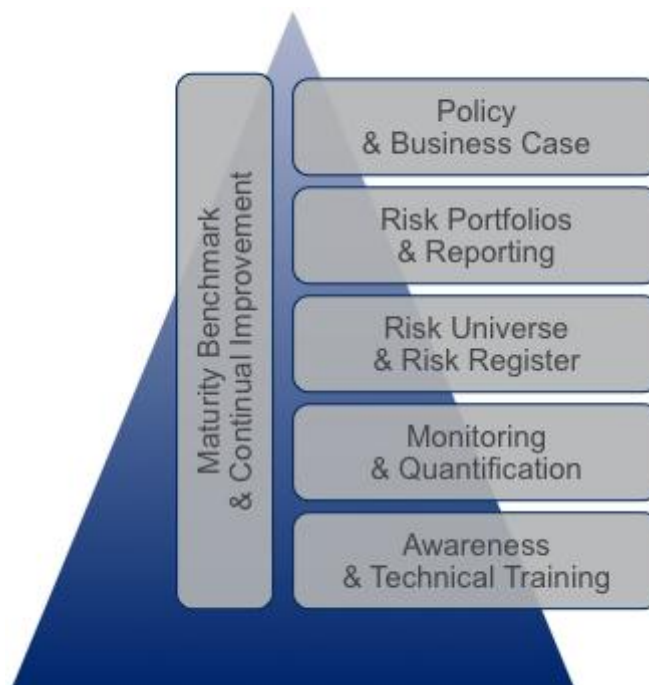 Maturity Benchmark
& Continual Improvement
Policy
& Business Case
Risk Portfolios
& Reporting
Risk Universe
& Risk Register
Monitoring
& Quantification
Awareness
& Technical Training